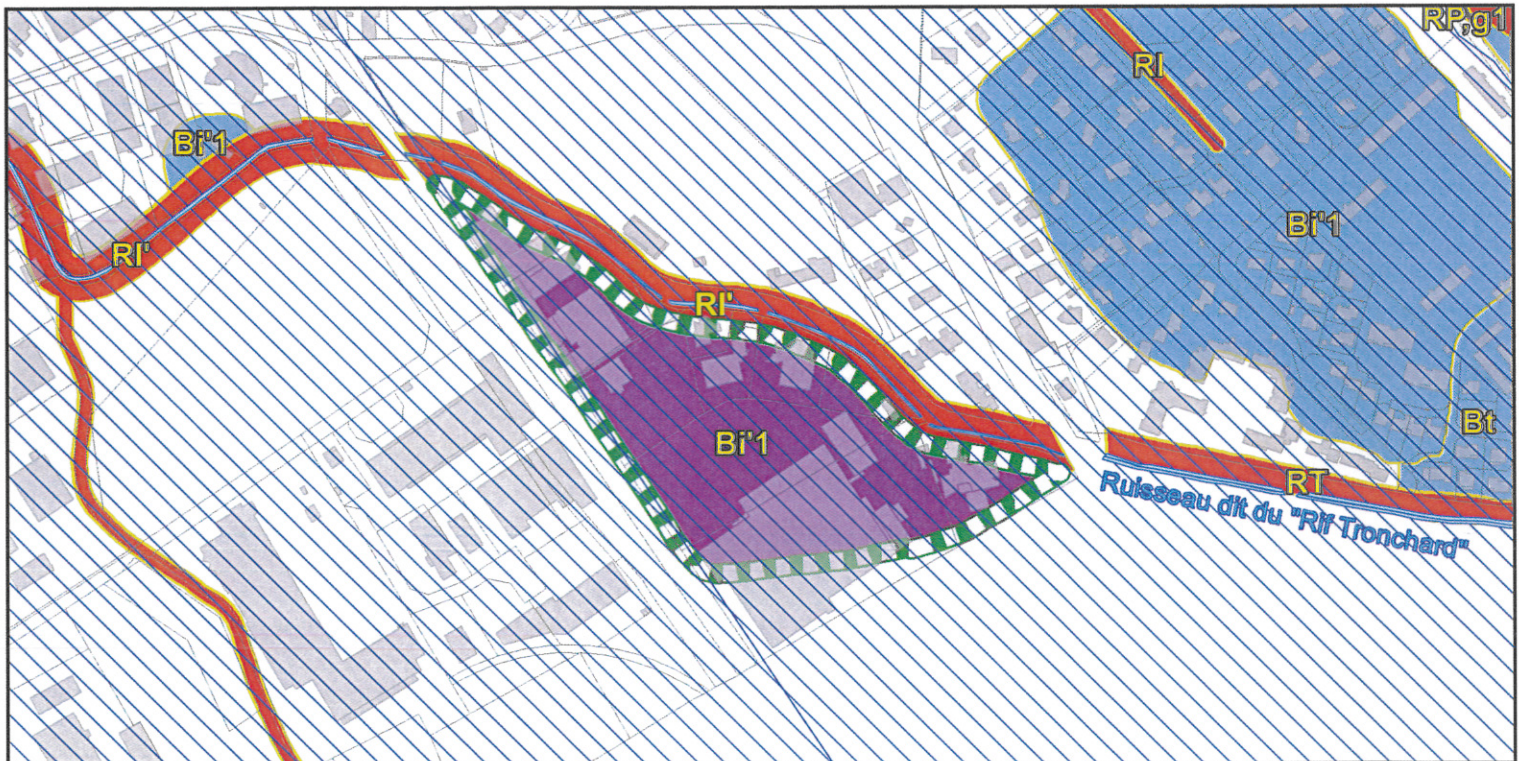 RP,g1
RI
Bi'1
Bi'1
RI'
RI'
Bt
Bi'1
RT
Ruisseau dit du "Rif Tronchard"